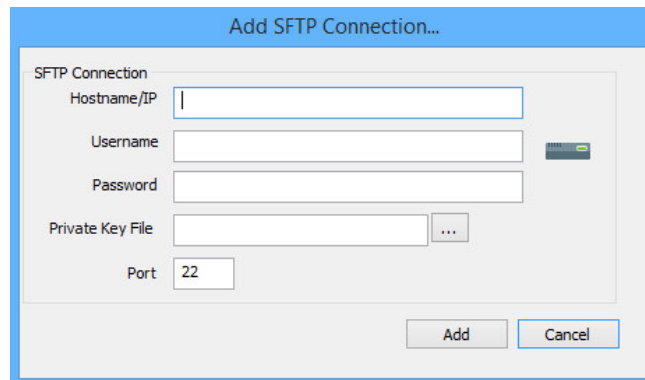 Add SFTP Connection...
SFTP Connection
Hostname/IP
Username
Password
Private Key File
...
Port 22
Add Cancel